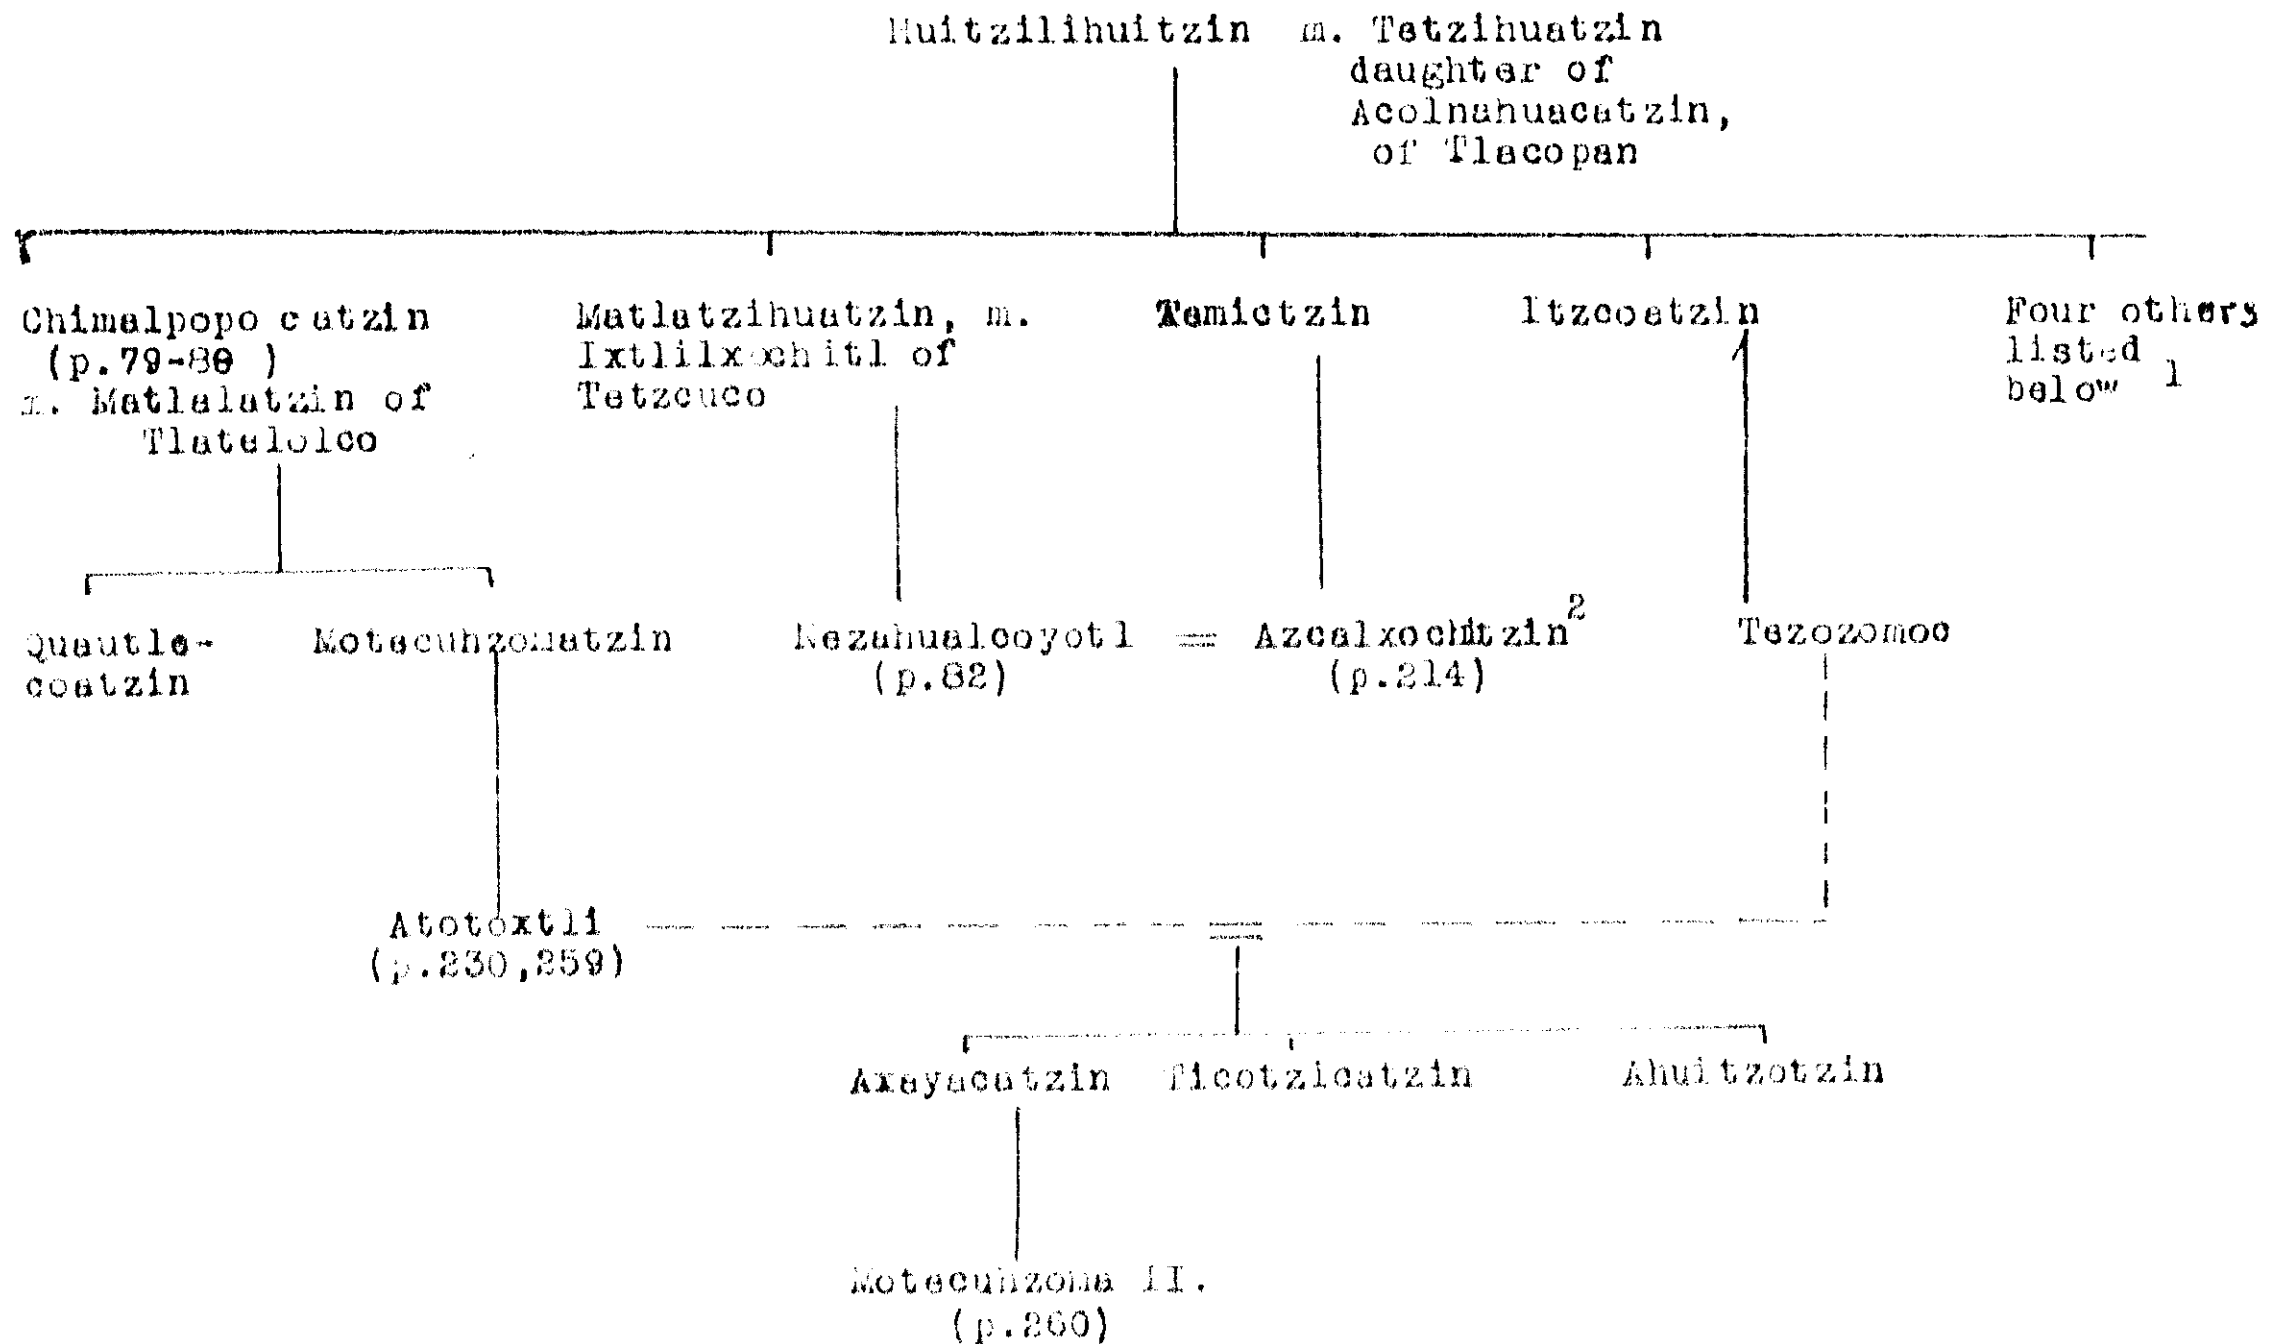 Huitzilihuitzin m. Tetzihuatzin
daughter of
Acolnahuacatzin,
of Tlacopan
Chimalpopo catzin
(p.79-80 )
m. Matlalatzin of
Tlatelolco
Matlatzihuatzin, m.
Ixtlilxochitl of
Tetzcuco
Temictzin
Itzcoatzin
Four others
listed
below 1
Quautle-
coatzin
Motecuhzomatzin
Nezahualcoyotl = Azcalxochitzin 2
(p.82)
(p.214)
Tezozomoc
Atotoxtli
(p.230,259)
=
Axayacatzin Ticotzicatzin Ahuitzotzin
Motecuhzoma II.
(p.260)